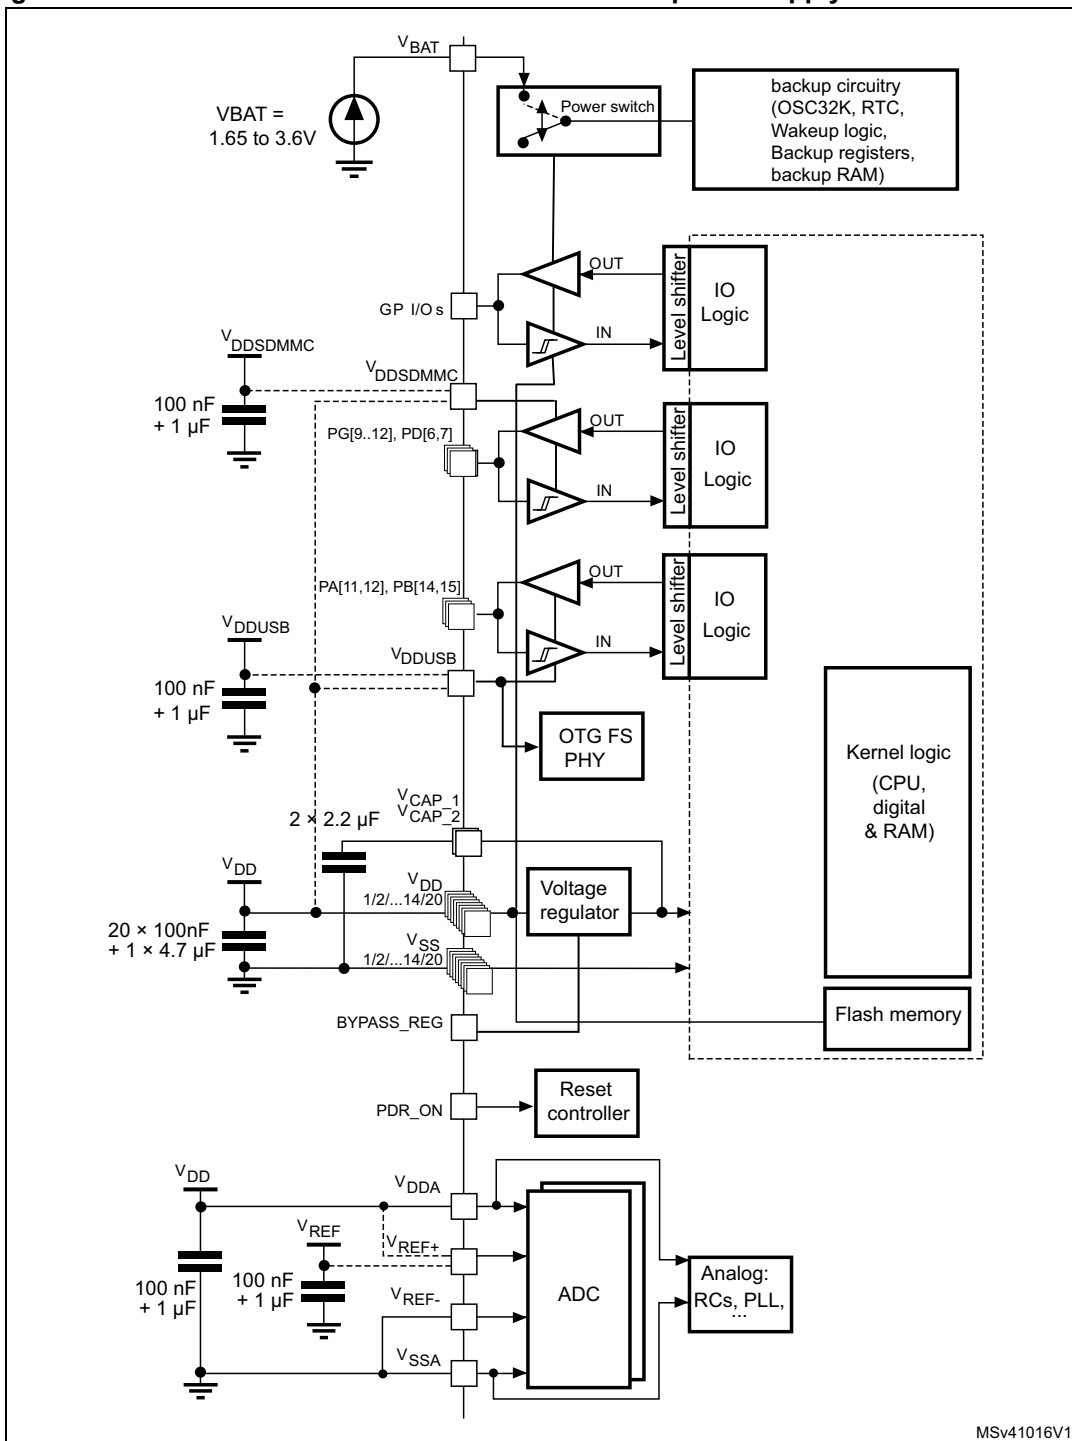 VBAT
VBAT =
1.65 to 3.6V
Power switch
backup circuitry
(OSC32K, RTC,
Wakeup logic,
Backup registers,
backup RAM)
GP I/Os
OUT
IN
Level shifter
IO
Logic
VDDSDMMC
100 nF
+ 1 µF
VDDSDMMC
PG[9..12], PD[6,7]
OUT
IN
Level shifter
IO
Logic
PA[11,12], PB[14,15]
OUT
IN
Level shifter
IO
Logic
VDDUSB
100 nF
+ 1 µF
VDDUSB
OTG FS
PHY
Kernel logic
(CPU,
digital
& RAM)
VCAP_1
VCAP_2
2 × 2.2 µF
VDD
20 × 100nF
+ 1 × 4.7 µF
VDD
1/2/...14/20
Voltage
regulator
VSS
1/2/...14/20
BYPASS_REG
Flash memory
PDR_ON
Reset
controller
VDD
100 nF
+ 1 µF
VREF
100 nF
+ 1 µF
VDDA
VREF+
VREF-
VSSA
ADC
Analog:
RCs, PLL,
...
MSv41016V1